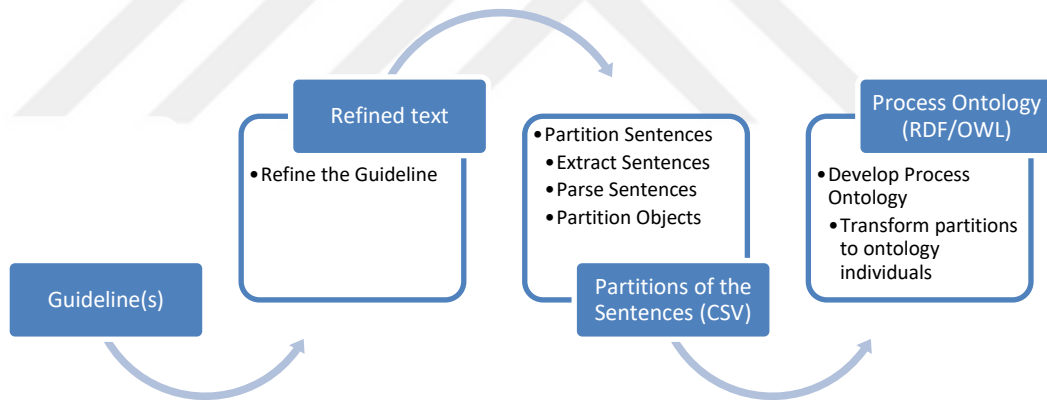 Guideline(s)
Refined text
•Refine the Guideline
•Partition Sentences
•Extract Sentences
•Parse Sentences
•Partition Objects
Partitions of the
Sentences (CSV)
Process Ontology
(RDF/OWL)
•Develop Process
Ontology
•Transform partitions
to ontology
individuals